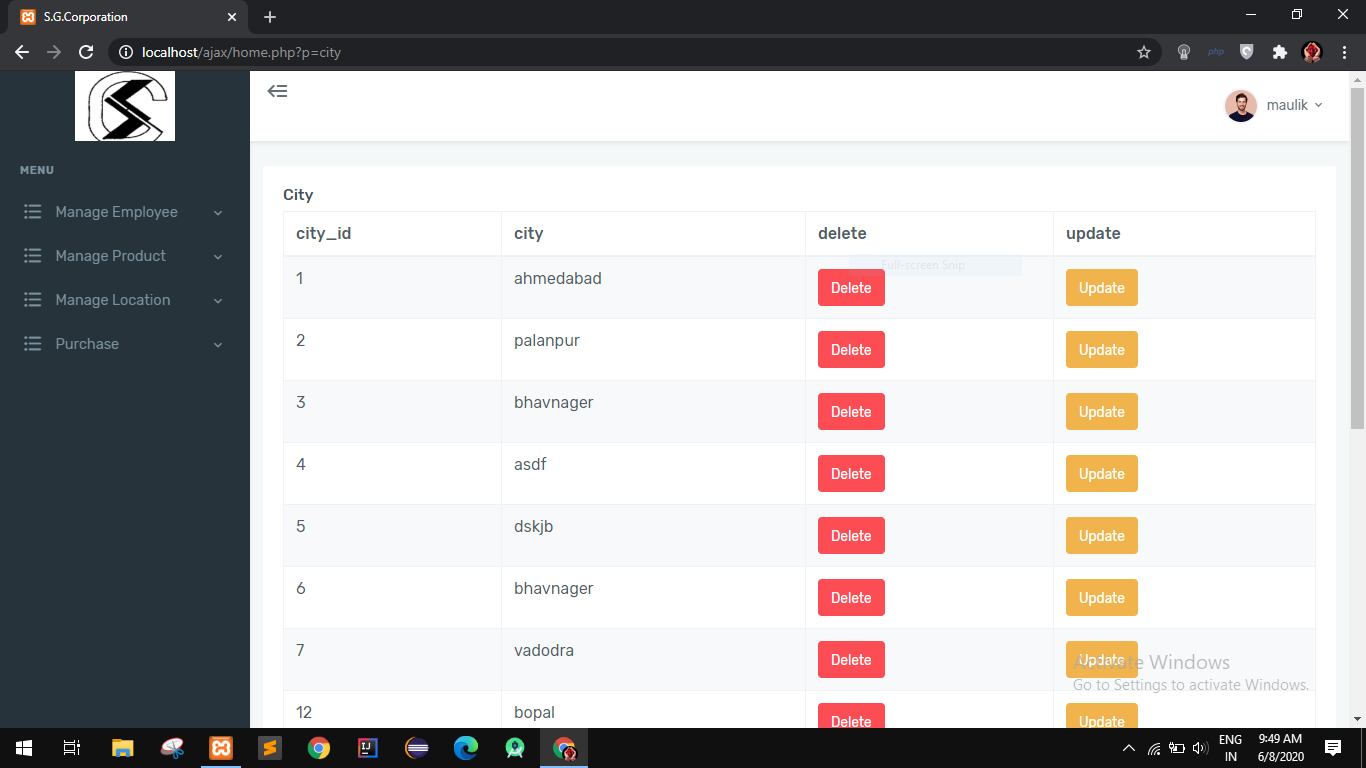 S.G.Corporation
localhost/ajax/home.php?p=city
php
maulik
MENU
Manage Employee
Manage Product
Manage Location
Purchase
City
city_id city delete update
Full-screen Snip
1 ahmedabad Delete Update
2 palanpur Delete Update
3 bhavnager Delete Update
4 asdf Delete Update
5 dskjb Delete Update
6 bhavnager Delete Update
7 vadodra Delete Update
12 bopal Delete Update
Activate Windows
Go to Settings to activate Windows.
IJ
ENG
IN
9:49 AM
6/8/2020